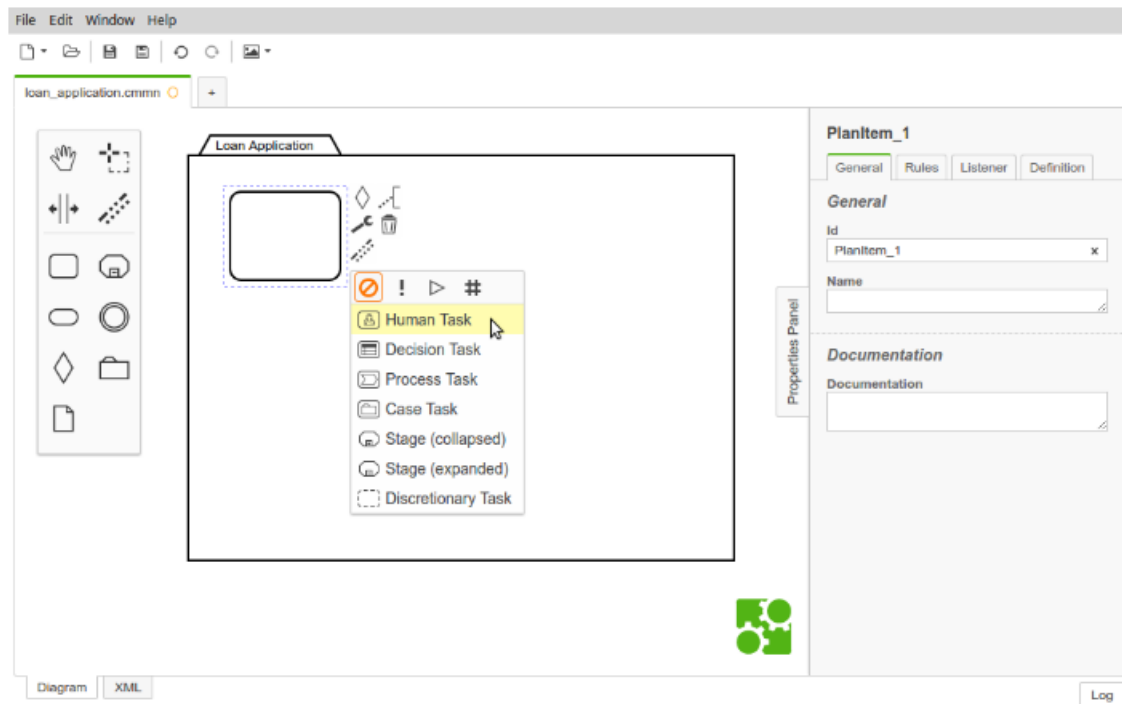 File Edit Window Help
loan_application.cmmn
+
Loan Application
Human Task
Decision Task
Process Task
Case Task
Stage (collapsed)
Stage (expanded)
Discretionary Task
Properties Panel
PlanItem_1
General Rules Listener Definition
General
Id
PlanItem_1 x
Name
Documentation
Documentation
Diagram XML
Log